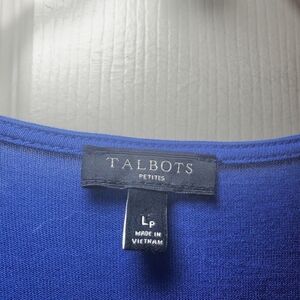 TALBOTS
PETITES
LP
MADE IN
VIETNAM